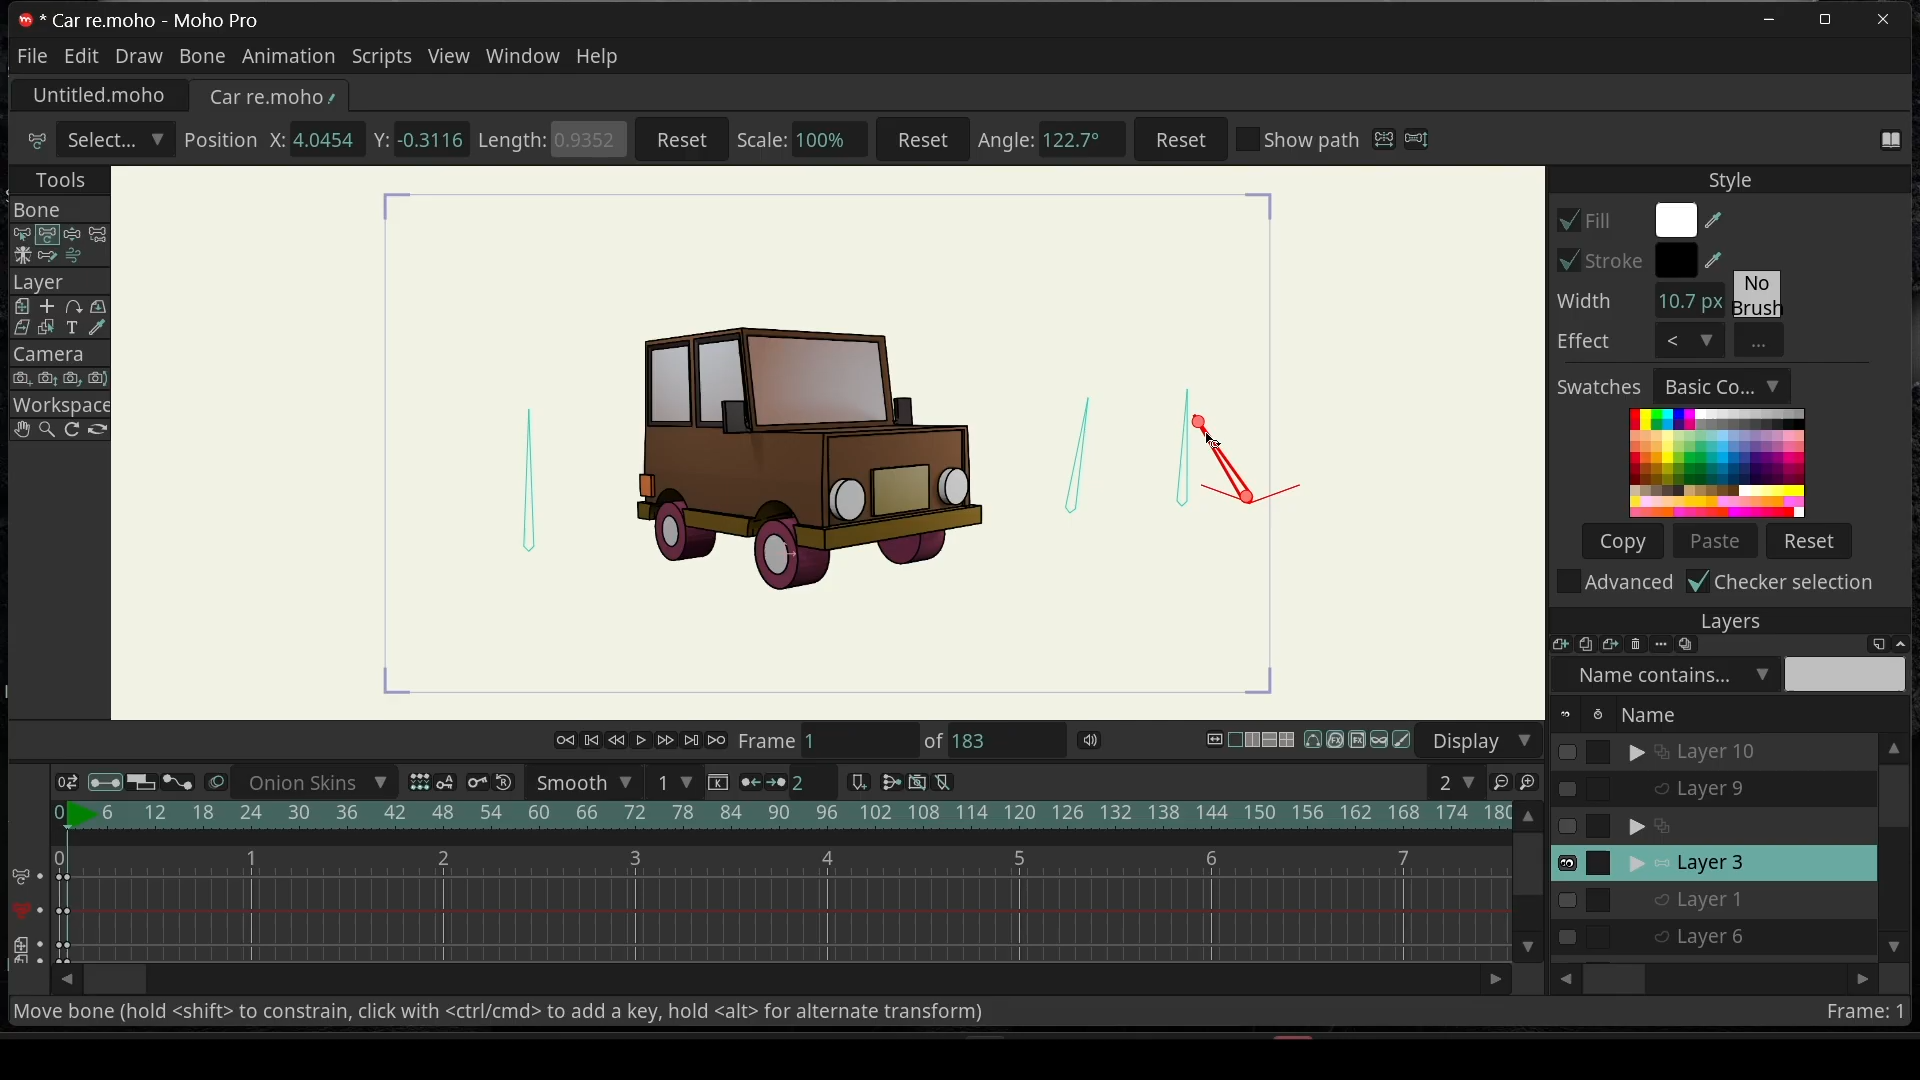 * Car re.moho - Moho Pro
File Edit Draw Bone Animation Scripts View Window Help
Untitled.moho Car re.moho
Select... Position X: 4.0454 Y: -0.3116 Length: 0.9352 Reset Scale: 100% Reset Angle: 122.7° Reset Show path
Tools
Bone
Layer
T
Camera
Workspace
Style
Fill
Stroke
Width 10.7 px No Brush
Effect < ...
Swatches Basic Co...
Copy Paste Reset
Advanced Checker selection
Layers
Name contains...
Name
Layer 10
Layer 9
Layer 3
Layer 1
Layer 6
Frame 1 of 183 Display
Onion Skins Smooth 1 2 2
0 6 12 18 24 30 36 42 48 54 60 66 72 78 84 90 96 102 108 114 120 126 132 138 144 150 156 162 168 174 180
0 1 2 3 4 5 6 7
Move bone (hold <shift> to constrain, click with <ctrl/cmd> to add a key, hold <alt> for alternate transform) Frame: 1